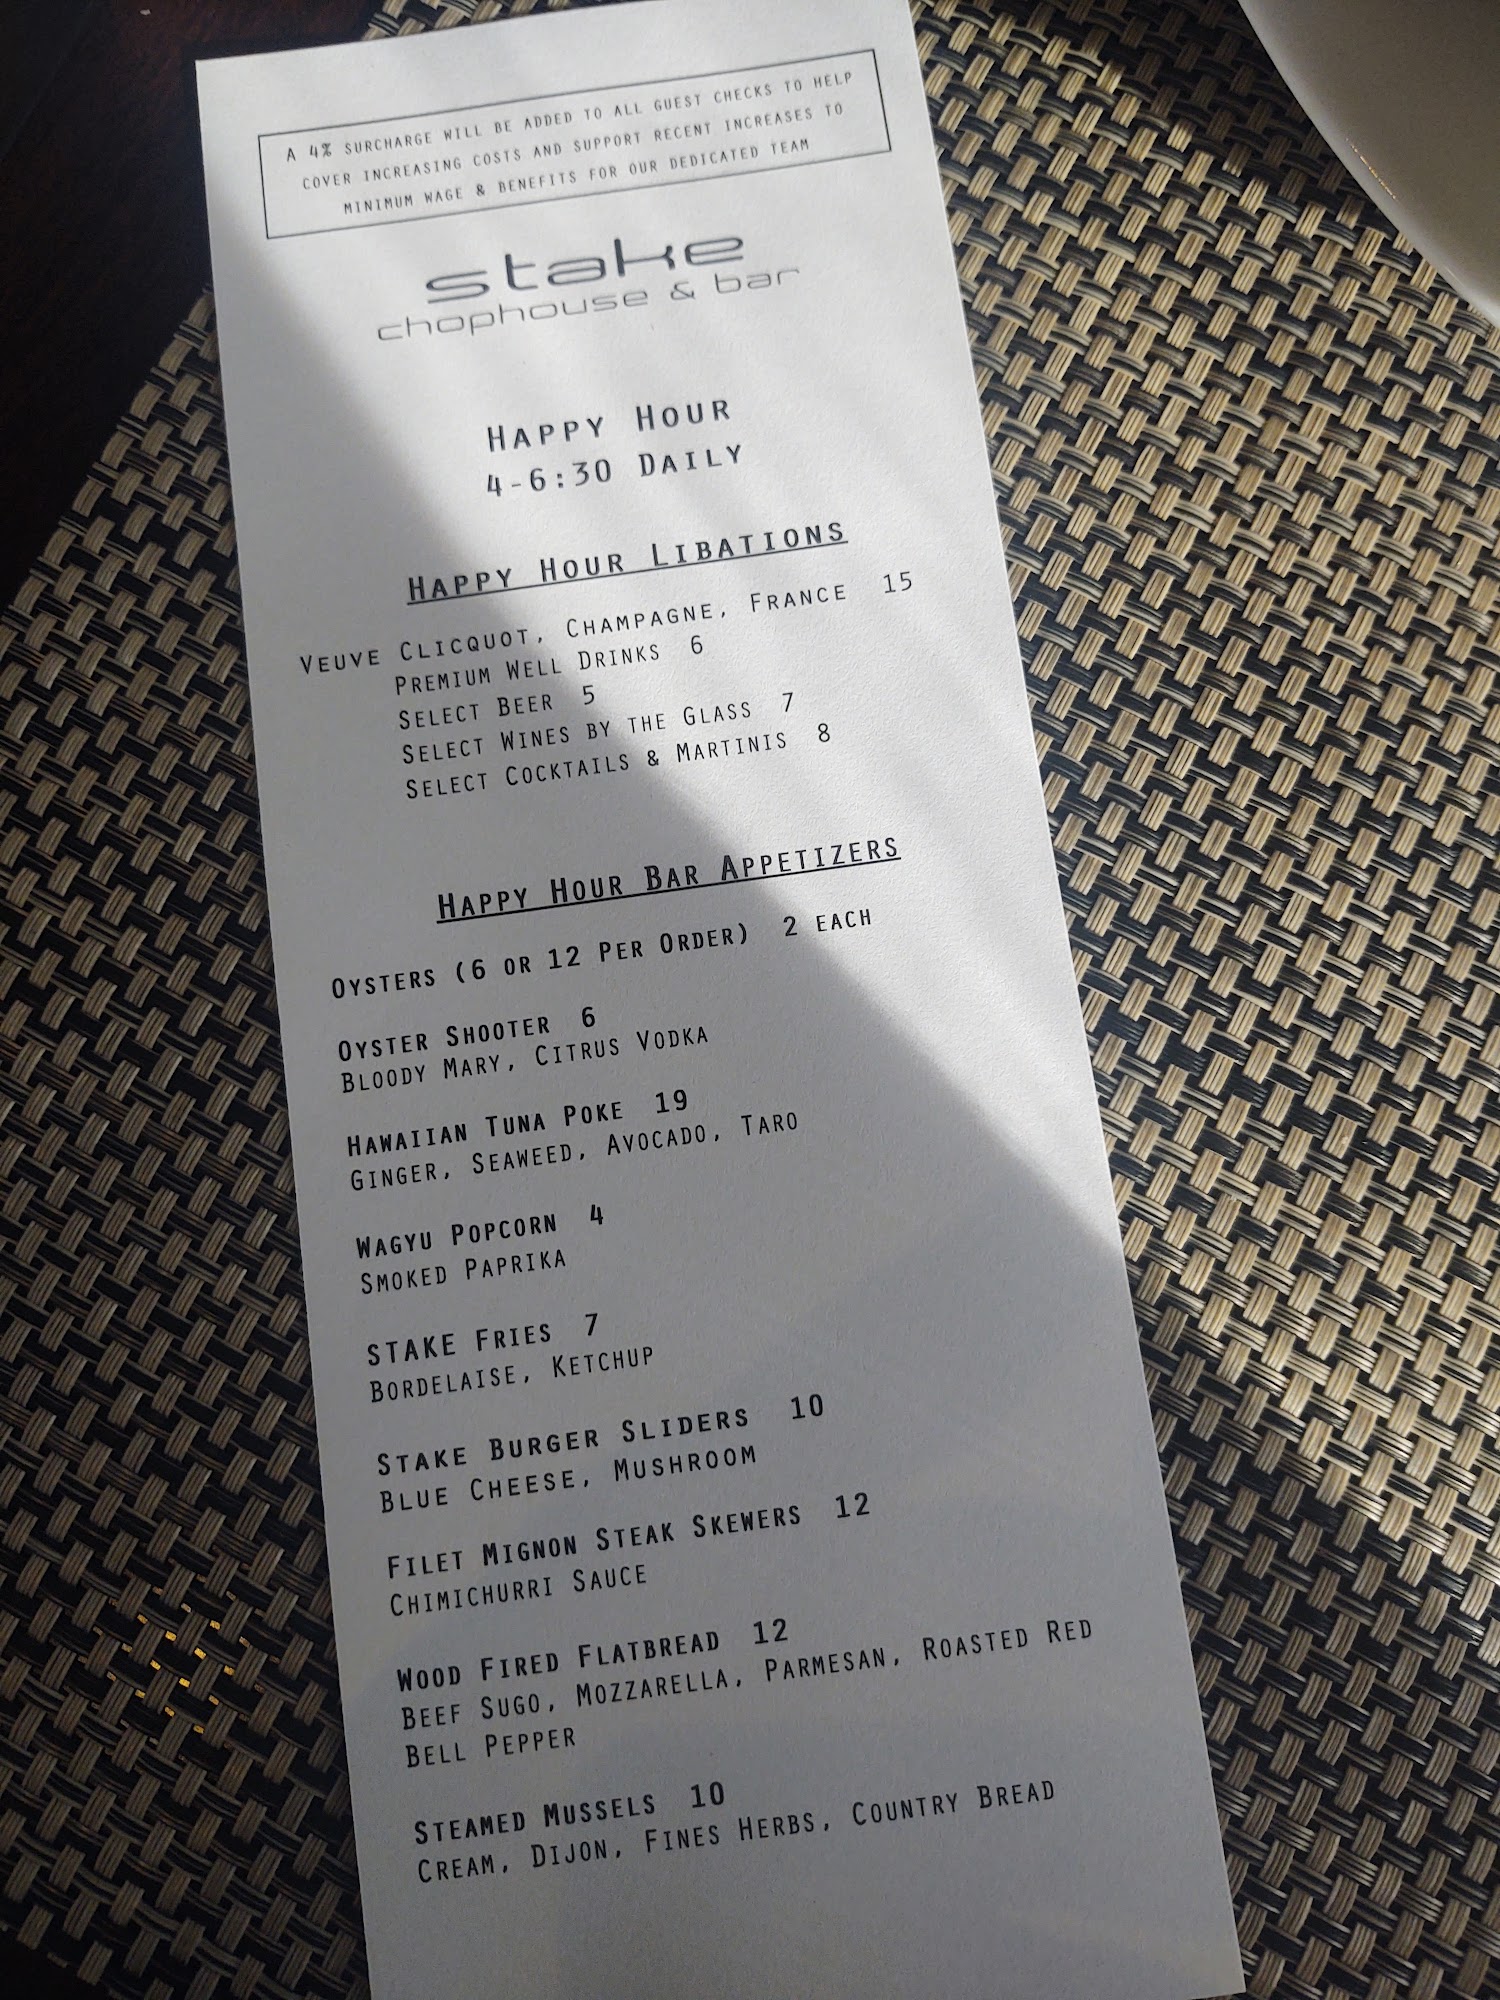 A 4% SURCHARGE WILL BE ADDED TO ALL GUEST CHECKS TO HELP
COVER INCREASING COSTS AND SUPPORT RECENT INCREASES TO
MINIMUM WAGE & BENEFITS FOR OUR DEDICATED TEAM
stake
chophouse & bar
HAPPY HOUR
4-6:30 DAILY
HAPPY HOUR LIBATIONS
VEUVE CLICQUOT, CHAMPAGNE, FRANCE 15
PREMIUM WELL DRINKS 6
SELECT BEER 5
SELECT WINES BY THE GLASS 7
SELECT COCKTAILS & MARTINIS 8
HAPPY HOUR BAR APPETIZERS
OYSTERS (6 OR 12 PER ORDER) 2 EACH
OYSTER SHOOTER 6
BLOODY MARY, CITRUS VODKA
HAWAIIAN TUNA POKE 19
GINGER, SEAWEED, AVOCADO, TARO
WAGYU POPCORN 4
SMOKED PAPRIKA
STAKE FRIES 7
BORDELAISE, KETCHUP
STAKE BURGER SLIDERS 10
BLUE CHEESE, MUSHROOM
FILET MIGNON STEAK SKEWERS 12
CHIMICHURRI SAUCE
WOOD FIRED FLATBREAD 12
BEEF SUGO, MOZZARELLA, PARMESAN, ROASTED RED
BELL PEPPER
STEAMED MUSSELS 10
CREAM, DIJON, FINES HERBS, COUNTRY BREAD